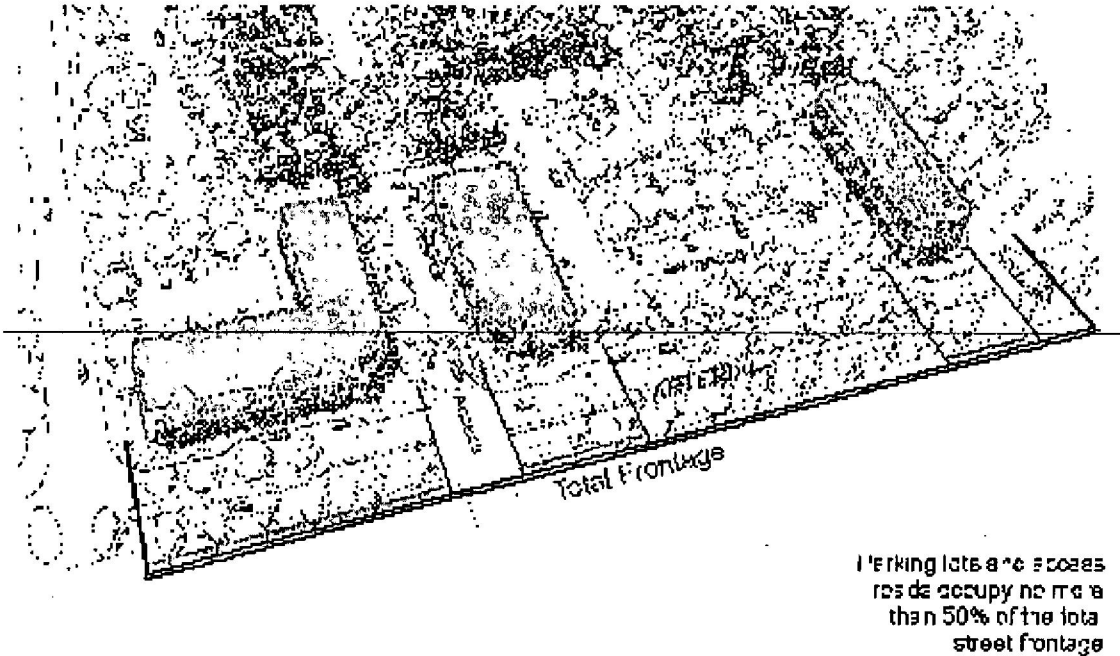 Access
Total Frontage
Parking lots and access
roads occupy no more
than 50% of the total
street frontage